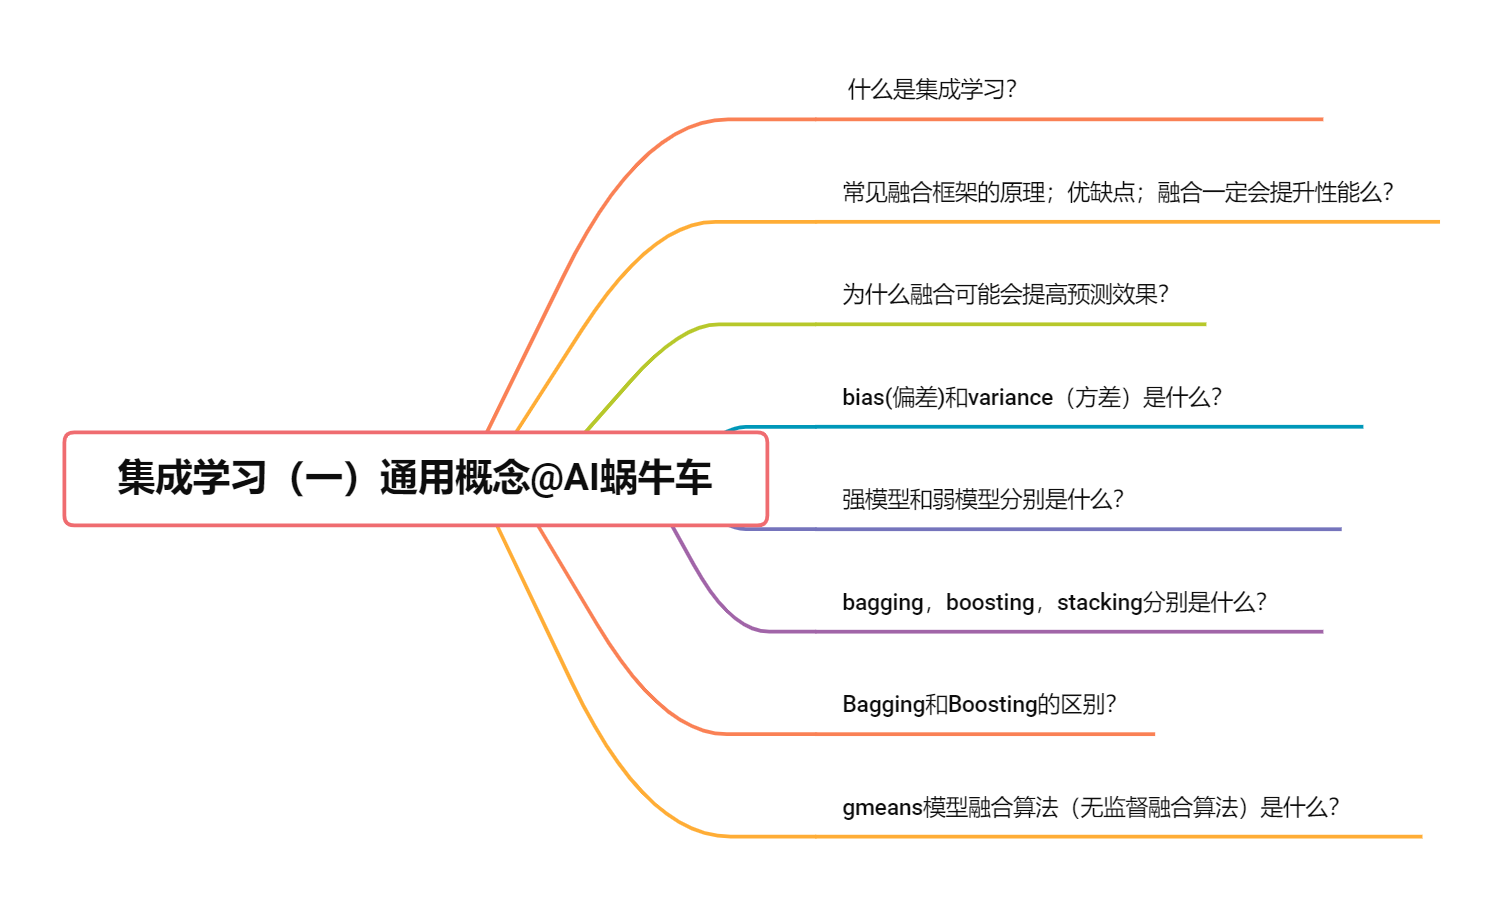 什么是集成学习？
常见融合框架的原理；优缺点；融合一定会提升性能么？
为什么融合可能会提高预测效果？
bias(偏差)和variance（方差）是什么？
集成学习（一）通用概念@AI蜗牛车
强模型和弱模型分别是什么？
bagging，boosting，stacking分别是什么？
Bagging和Boosting的区别？
gmeans模型融合算法（无监督融合算法）是什么？